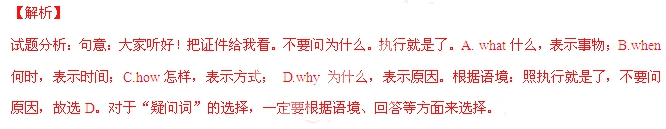 【解析】
试题分析：句意：大家听好！把证件给我看。不要问为什么。执行就是了。A. what 什么，表示事物；B.when
何时，表示时间；C.how 怎样，表示方式； D.why 为什么，表示原因。根据语境：照执行就是了，不要问
原因，故选 D。对于“疑问词”的选择，一定要根据语境、回答等方面来选择。